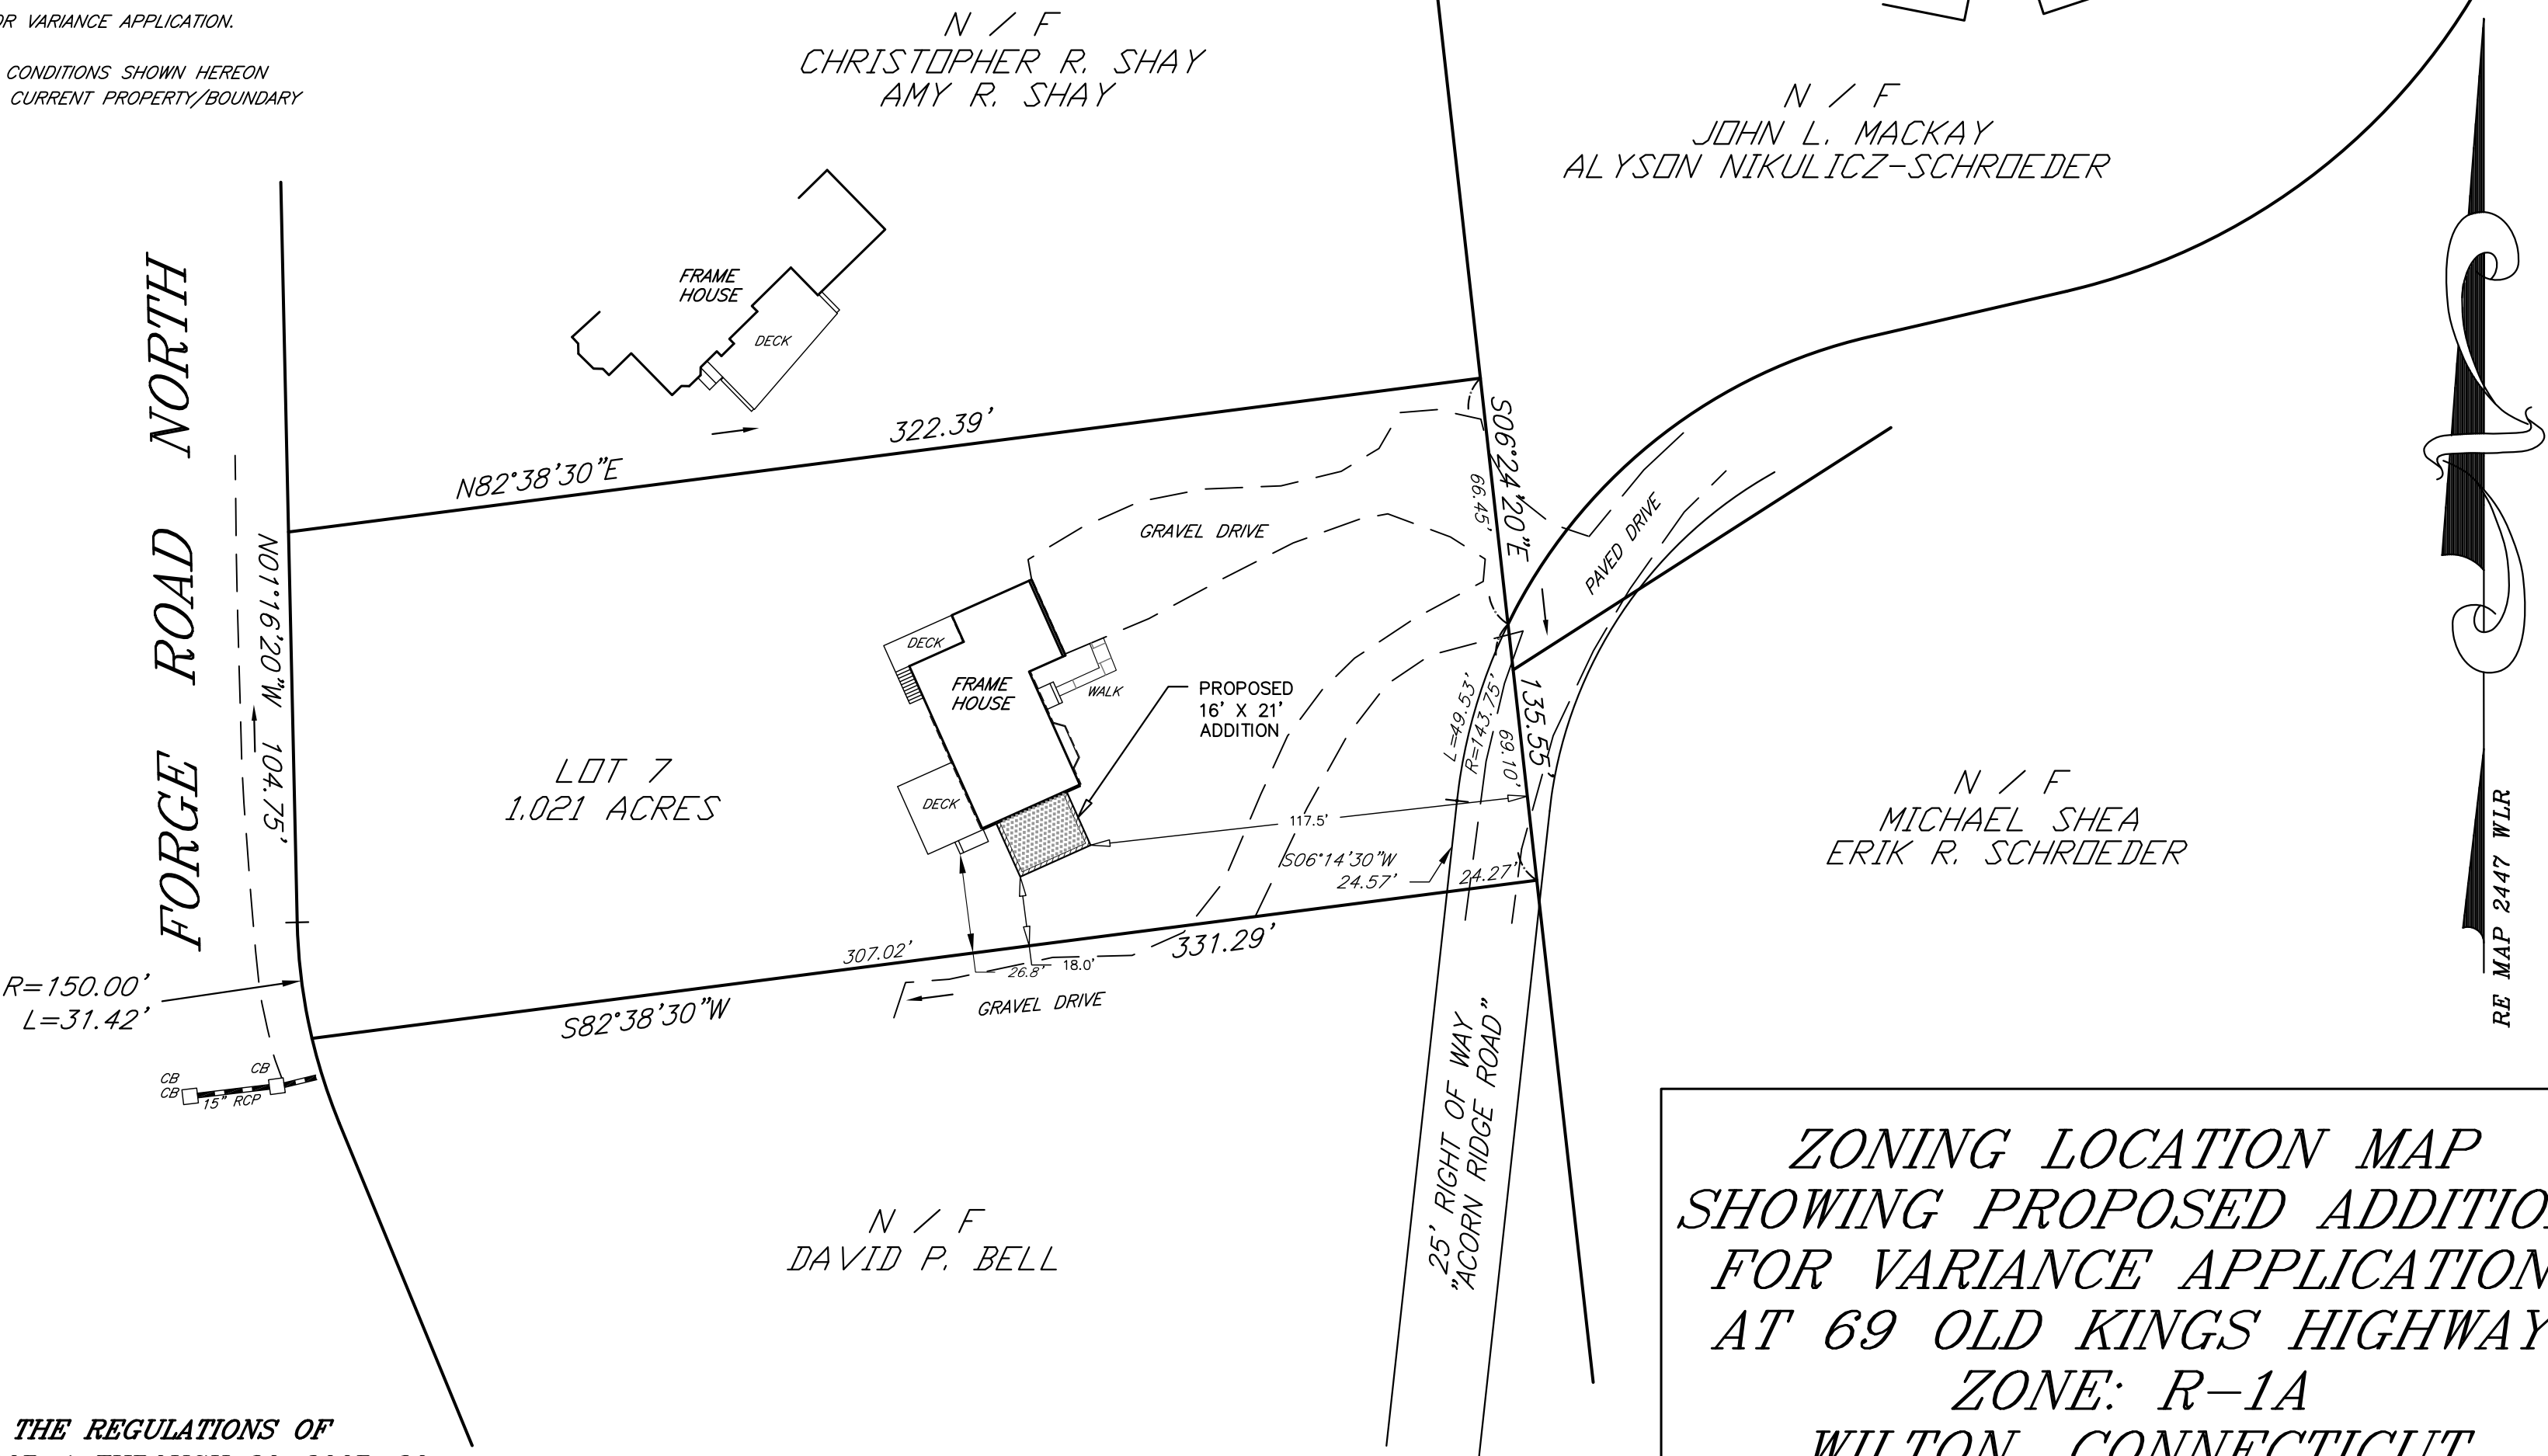 OR VARIANCE APPLICATION.
CONDITIONS SHOWN HEREON
CURRENT PROPERTY/BOUNDARY
N / F
CHRISTOPHER R. SHAY
AMY R. SHAY
N / F
JOHN L. MACKAY
ALYSON NIKULICZ-SCHROEDER
FRAME
HOUSE
DECK
322.39'
N82°38'30"E
S06°24'20"E
66.45'
135.55'
69.10'
GRAVEL DRIVE
PAVED DRIVE
FORGE ROAD NORTH
N01°16'20"W 104.75'
DECK
FRAME
HOUSE
WALK
DECK
PROPOSED
16' X 21'
ADDITION
L=49.53'
R=143.75'
LOT 7
1.021 ACRES
117.5'
S06°14'30"W
24.57'
24.27'
N / F
MICHAEL SHEA
ERIK R. SCHROEDER
RE MAP 2447 WLR
307.02'
331.29'
26.8'
18.0'
S82°38'30"W
GRAVEL DRIVE
R=150.00'
L=31.42'
CB
CB
CB
15" RCP
25' RIGHT OF WAY
"ACORN RIDGE ROAD"
N / F
DAVID P. BELL
ZONING LOCATION MAP
SHOWING PROPOSED ADDITION
FOR VARIANCE APPLICATION
AT 69 OLD KINGS HIGHWAY
ZONE: R-1A
WILTON, CONNECTICUT
THE REGULATIONS OF